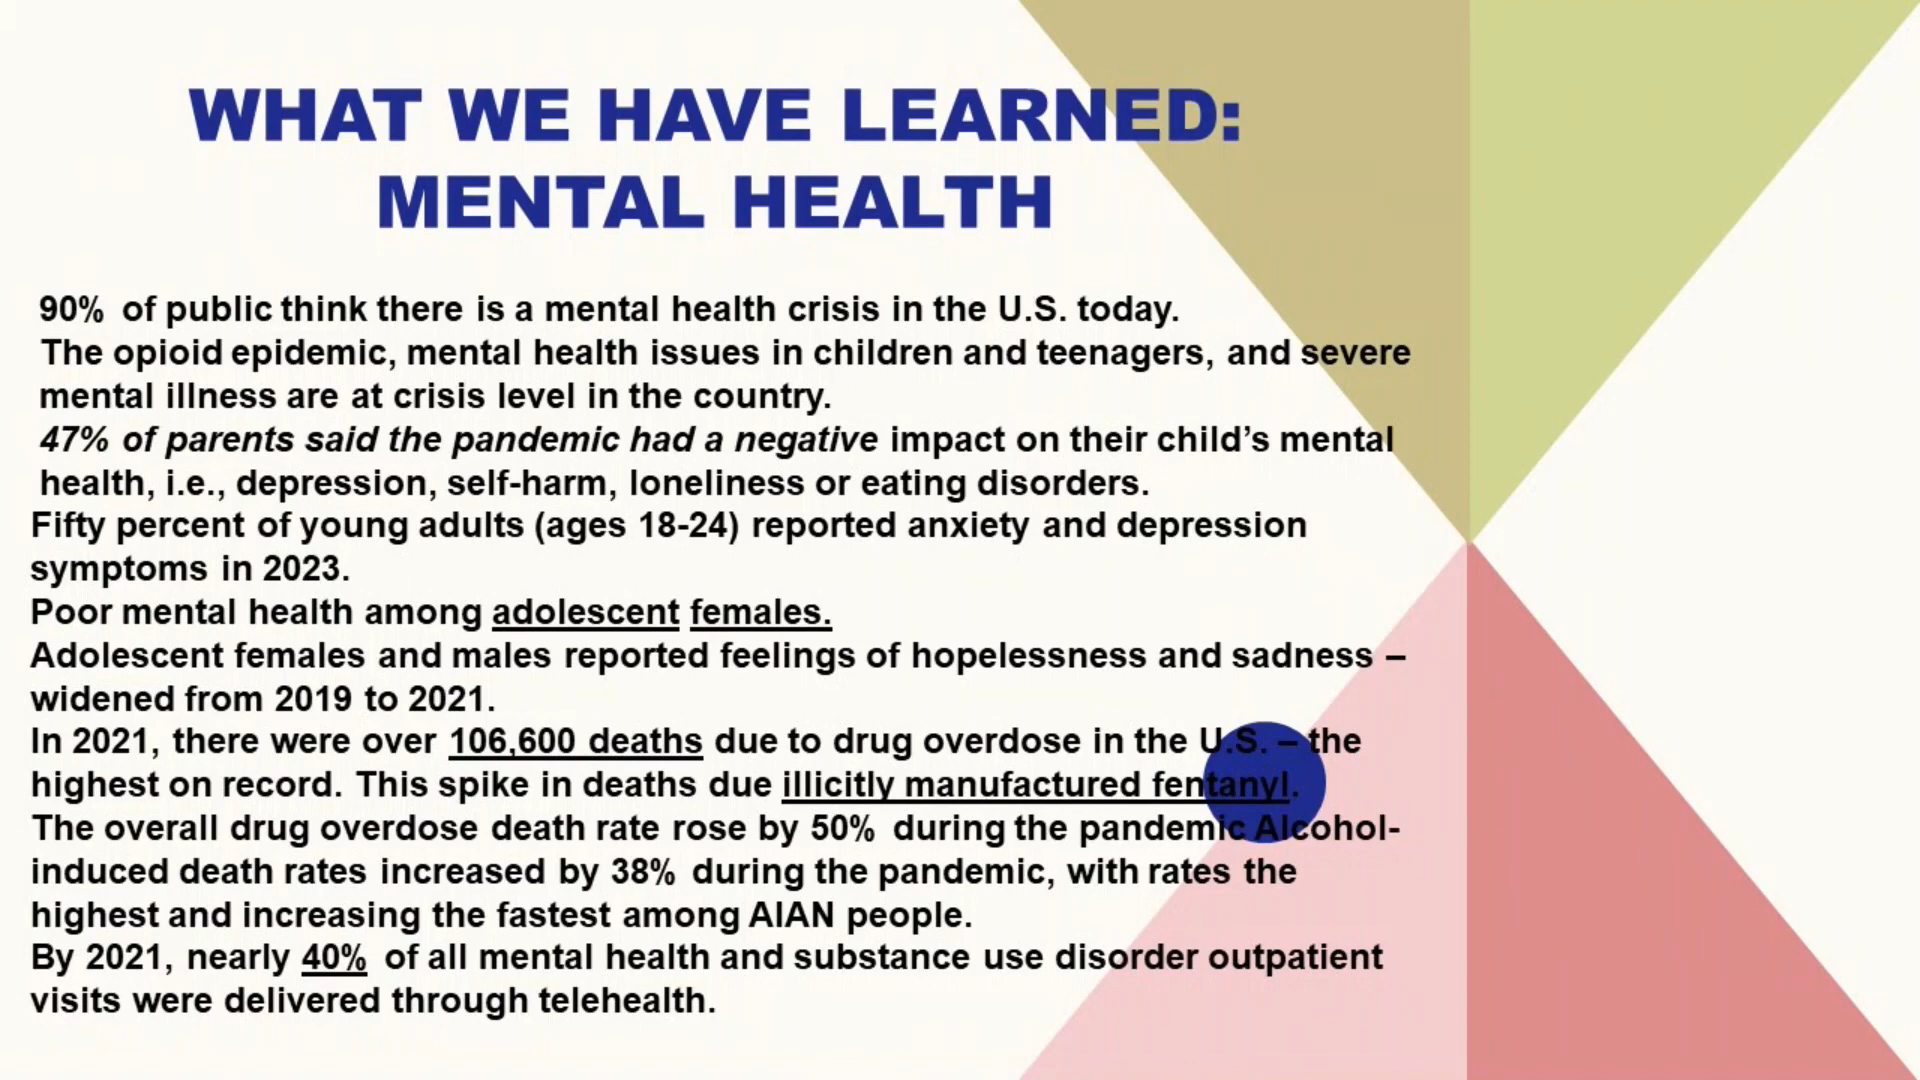 WHAT WE HAVE LEARNED:
MENTAL HEALTH
90% of public think there is a mental health crisis in the U.S. today.
The opioid epidemic, mental health issues in children and teenagers, and severe
mental illness are at crisis level in the country.
47% of parents said the pandemic had a negative impact on their child’s mental
health, i.e., depression, self-harm, loneliness or eating disorders.
Fifty percent of young adults (ages 18-24) reported anxiety and depression
symptoms in 2023.
Poor mental health among adolescent females.
Adolescent females and males reported feelings of hopelessness and sadness –
widened from 2019 to 2021.
In 2021, there were over 106,600 deaths due to drug overdose in the U.S. – the
highest on record. This spike in deaths due illicitly manufactured fentanyl.
The overall drug overdose death rate rose by 50% during the pandemic Alcohol-
induced death rates increased by 38% during the pandemic, with rates the
highest and increasing the fastest among AIAN people.
By 2021, nearly 40% of all mental health and substance use disorder outpatient
visits were delivered through telehealth.